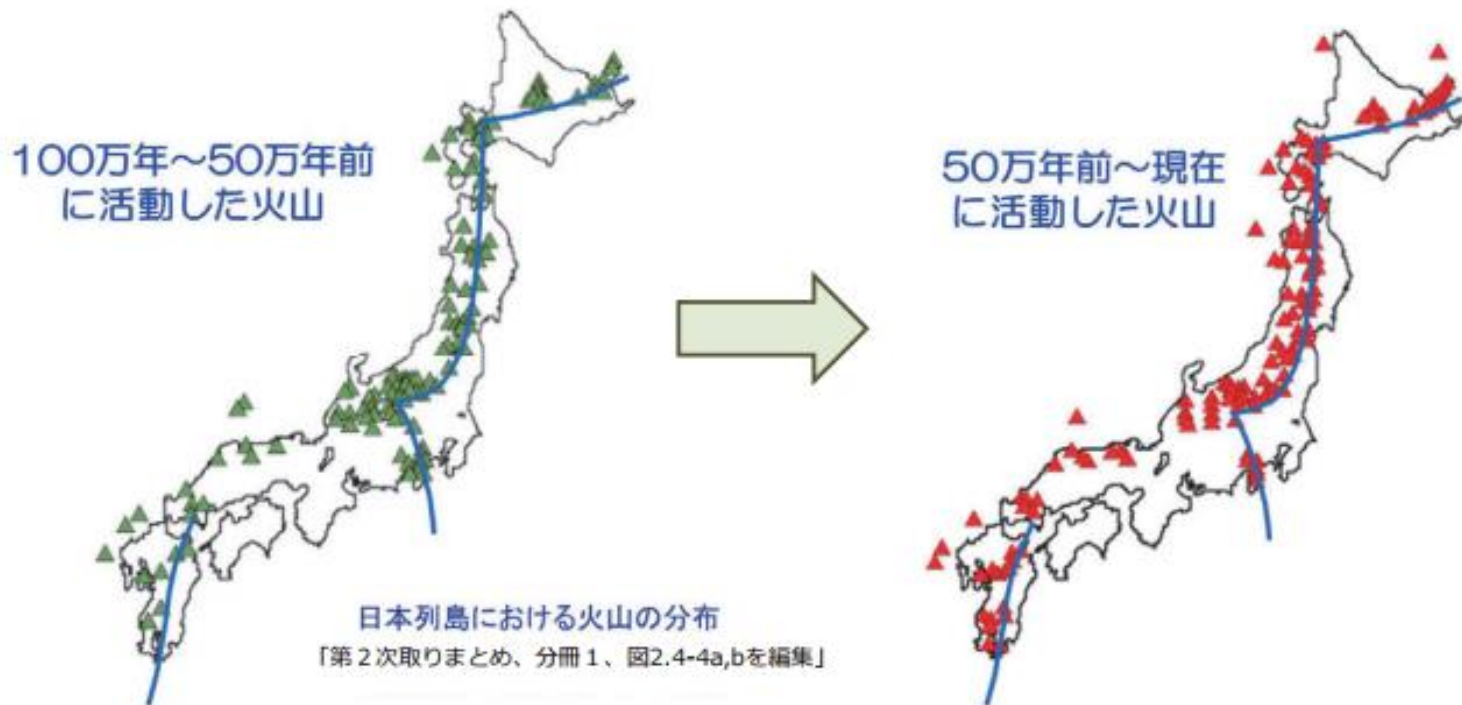 100万年～50万年前
に活動した火山
50万年前～現在
に活動した火山
日本列島における火山の分布
「第２次取りまとめ、分冊１、図2.4-4a,bを編集」